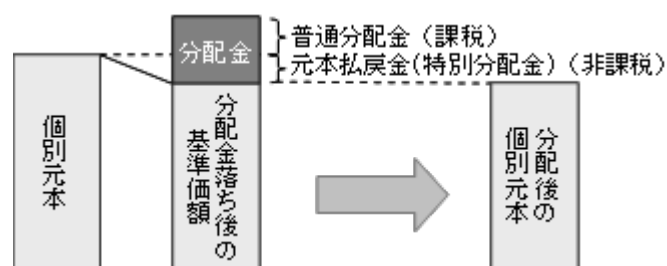 分配金
普通分配金（課税）
元本払戻金(特別分配金)（非課税）
個別元本
分配金落ち後の
基準価額
分配後の
個別元本